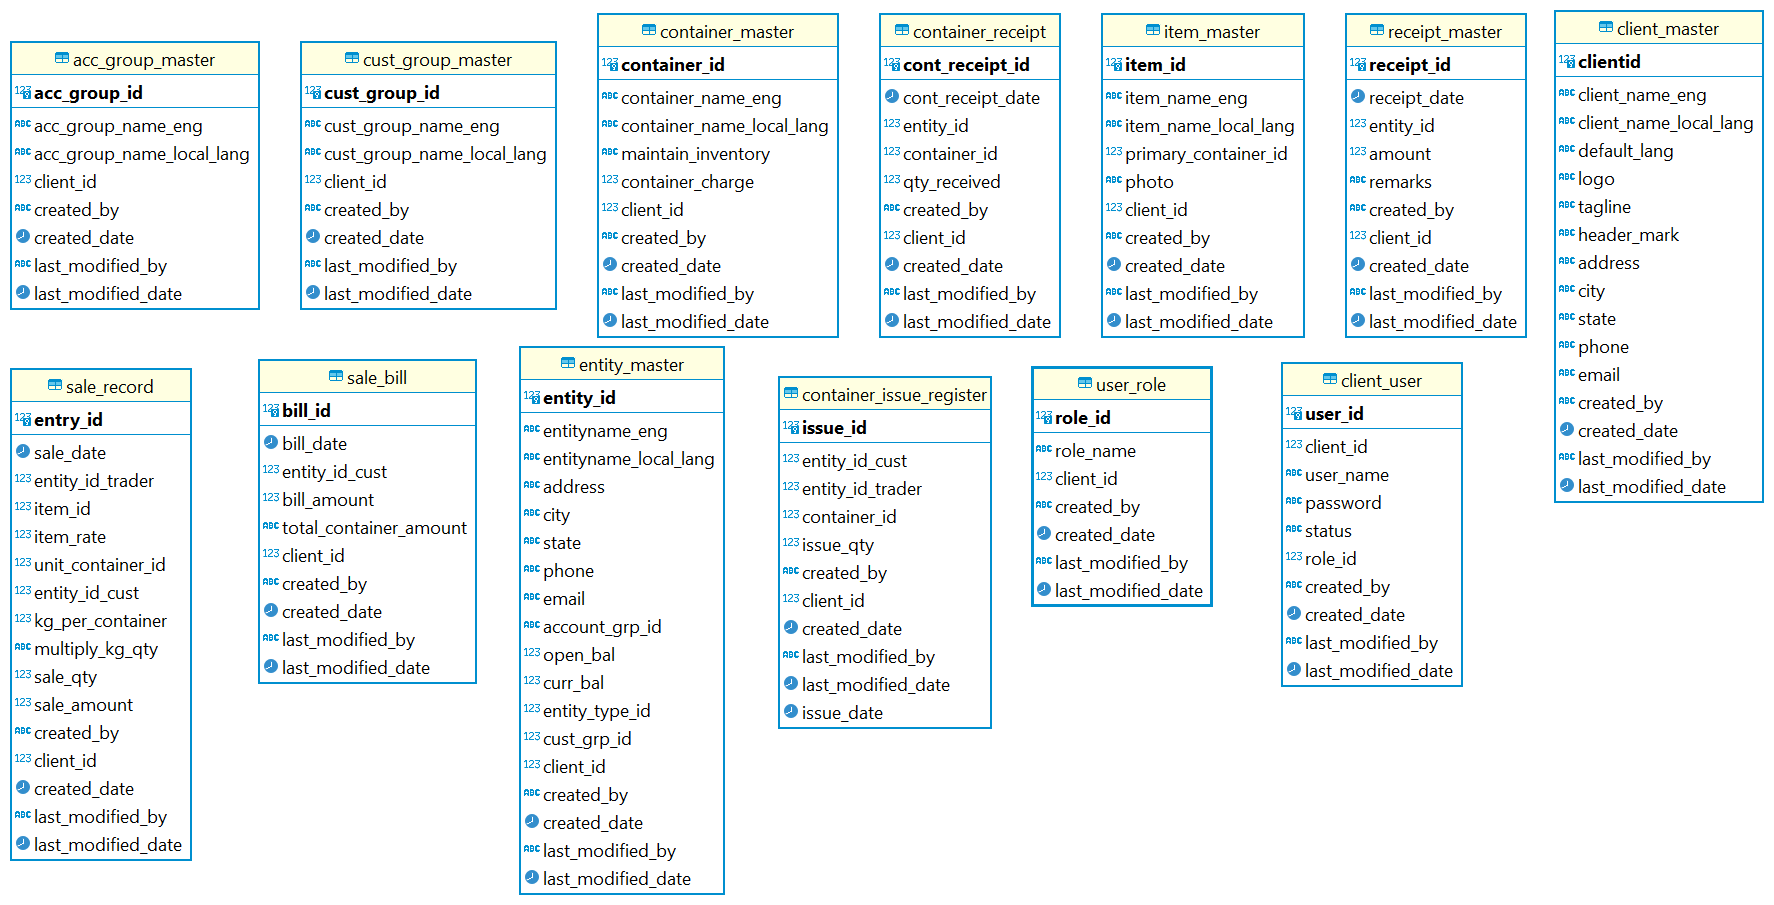 acc_group_master
123 acc_group_id
ABC acc_group_name_eng
ABC acc_group_name_local_lang
123 client_id
ABC created_by
created_date
ABC last_modified_by
last_modified_date
cust_group_master
123 cust_group_id
ABC cust_group_name_eng
ABC cust_group_name_local_lang
123 client_id
ABC created_by
created_date
ABC last_modified_by
last_modified_date
container_master
123 container_id
ABC container_name_eng
ABC container_name_local_lang
ABC maintain_inventory
123 container_charge
123 client_id
ABC created_by
created_date
ABC last_modified_by
last_modified_date
container_receipt
123 cont_receipt_id
cont_receipt_date
123 entity_id
123 container_id
123 qty_received
ABC created_by
123 client_id
created_date
ABC last_modified_by
last_modified_date
item_master
123 item_id
ABC item_name_eng
ABC item_name_local_lang
123 primary_container_id
ABC photo
123 client_id
ABC created_by
created_date
ABC last_modified_by
last_modified_date
receipt_master
123 receipt_id
receipt_date
123 entity_id
123 amount
ABC remarks
ABC created_by
123 client_id
created_date
ABC last_modified_by
last_modified_date
client_master
123 clientid
ABC client_name_eng
ABC client_name_local_lang
ABC default_lang
ABC logo
ABC tagline
ABC header_mark
ABC address
ABC city
ABC state
ABC phone
ABC email
ABC created_by
created_date
ABC last_modified_by
last_modified_date
sale_record
123 entry_id
sale_date
123 entity_id_trader
123 item_id
123 item_rate
123 unit_container_id
123 entity_id_cust
123 kg_per_container
ABC multiply_kg_qty
123 sale_qty
123 sale_amount
ABC created_by
123 client_id
created_date
ABC last_modified_by
last_modified_date
sale_bill
123 bill_id
bill_date
123 entity_id_cust
123 bill_amount
ABC total_container_amount
123 client_id
ABC created_by
created_date
ABC last_modified_by
last_modified_date
entity_master
123 entity_id
ABC entityname_eng
ABC entityname_local_lang
ABC address
ABC city
ABC state
ABC phone
ABC email
123 account_grp_id
123 open_bal
123 curr_bal
123 entity_type_id
123 cust_grp_id
123 client_id
ABC created_by
created_date
ABC last_modified_by
last_modified_date
container_issue_register
123 issue_id
123 entity_id_cust
123 entity_id_trader
123 container_id
123 issue_qty
ABC created_by
123 client_id
created_date
ABC last_modified_by
last_modified_date
issue_date
user_role
123 role_id
ABC role_name
123 client_id
ABC created_by
created_date
ABC last_modified_by
last_modified_date
client_user
123 user_id
123 client_id
ABC user_name
ABC password
ABC status
123 role_id
ABC created_by
created_date
ABC last_modified_by
last_modified_date